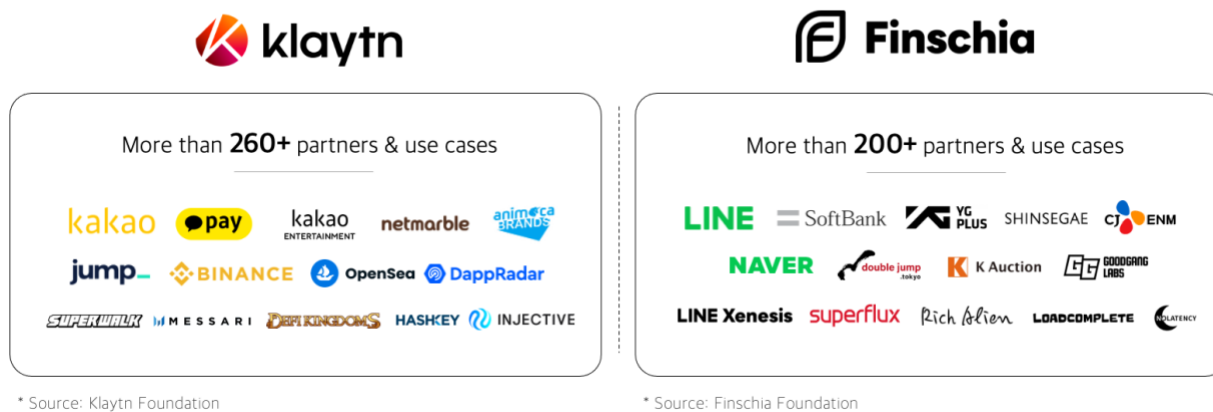 klaytn
More than 260+ partners & use cases
kakao pay kakao ENTERTAINMENT netmarble animoca BRANDS
jump_ BINANCE OpenSea DappRadar
SUPERWALK MESSARI DEFI KINGDOMS HASHKEY INJECTIVE
* Source: Klaytn Foundation
Finschia
More than 200+ partners & use cases
LINE SoftBank YG PLUS SHINSEGAE CJ ENM
NAVER double jump .tokyo K Auction GG GOODGANG LABS
LINE Xenesis superflux Rich Alien LOADCOMPLETE NOLATENCY
* Source: Finschia Foundation